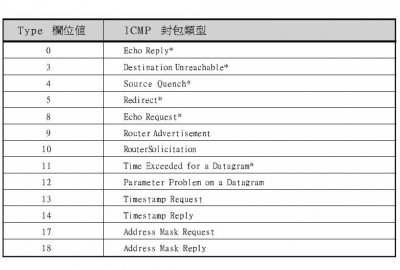 Type 欄位值 ICMP 封包類型
0 Echo Reply*
3 Destination Unreachable*
4 Source Quench*
5 Redirect*
8 Echo Request*
9 Router Advertisement
10 RouterSolicitation
11 Time Exceeded for a Datagram*
12 Parameter Problem on a Datagram
13 Timestamp Request
14 Timestamp Reply
17 Address Mask Request
18 Address Mask Reply